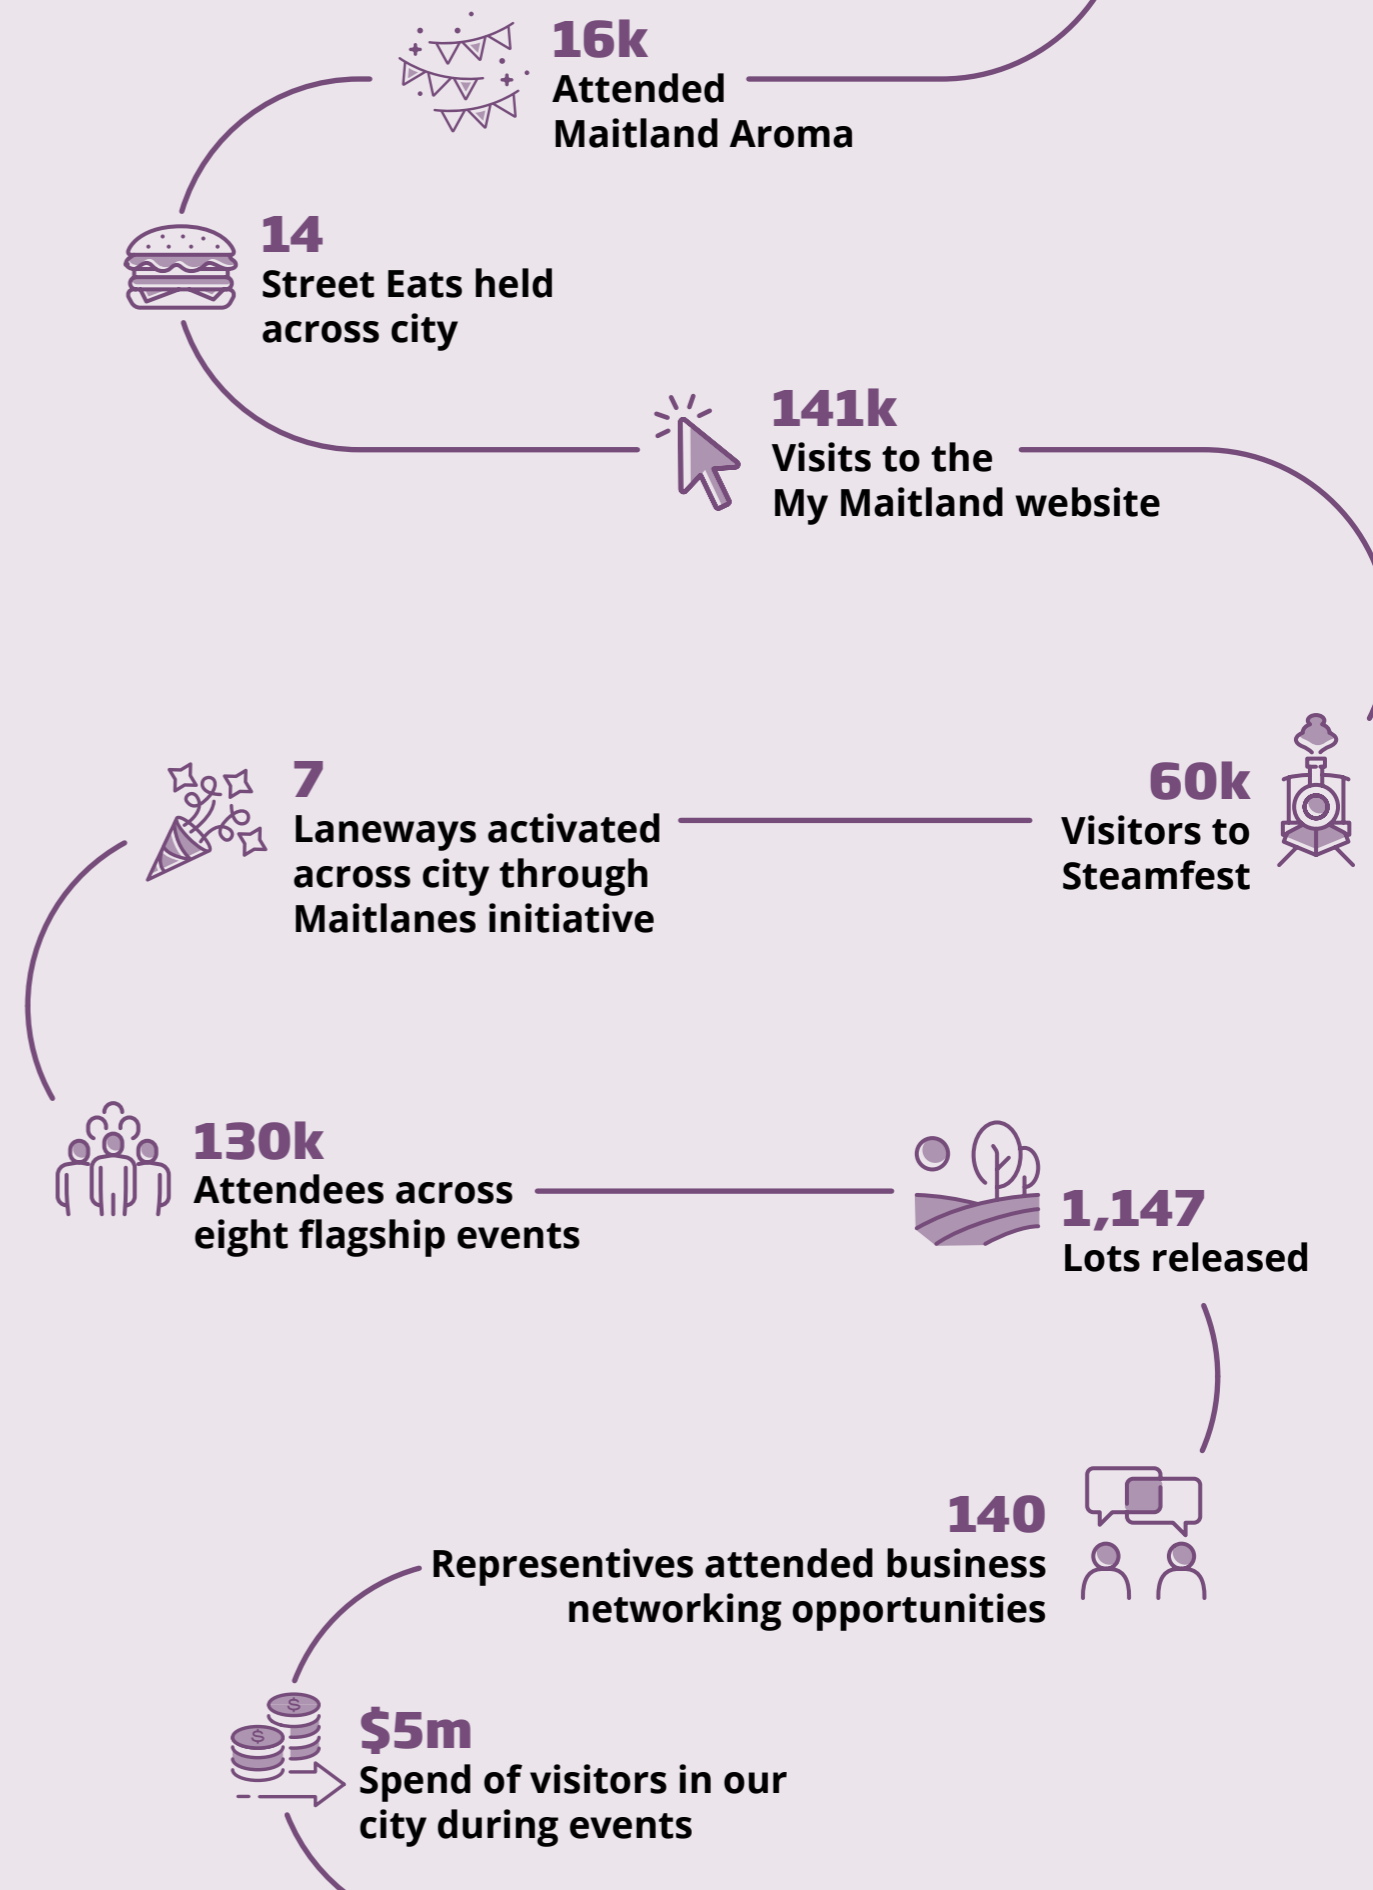 16k
Attended
Maitland Aroma
14
Street Eats held
across city
141k
Visits to the
My Maitland website
60k
Visitors to
Steamfest
7
Laneways activated
across city through
Maitlanes initiative
130k
Attendees across
eight flagship events
1,147
Lots released
140
Representives attended business
networking opportunities
$
$
$5m
Spend of visitors in our
city during events